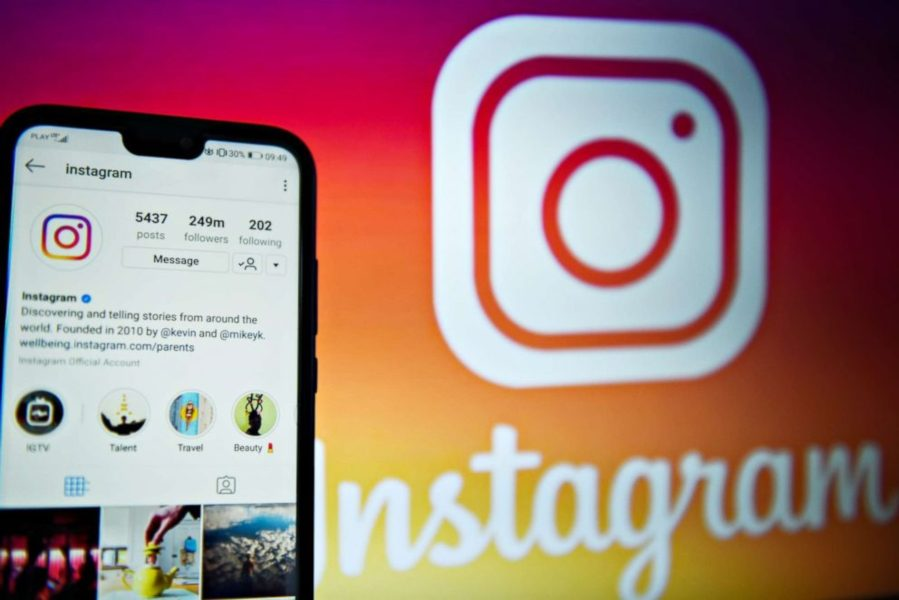 PLAY
30% 09:49
instagram
5437 249m 202
posts followers following
Message
Instagram
Discovering and telling stories from around the
world. Founded in 2010 by @kevin and @mikeyk.
wellbeing.instagram.com/parents
Instagram Official Account
IGTV Talent Travel Beauty
Instagram